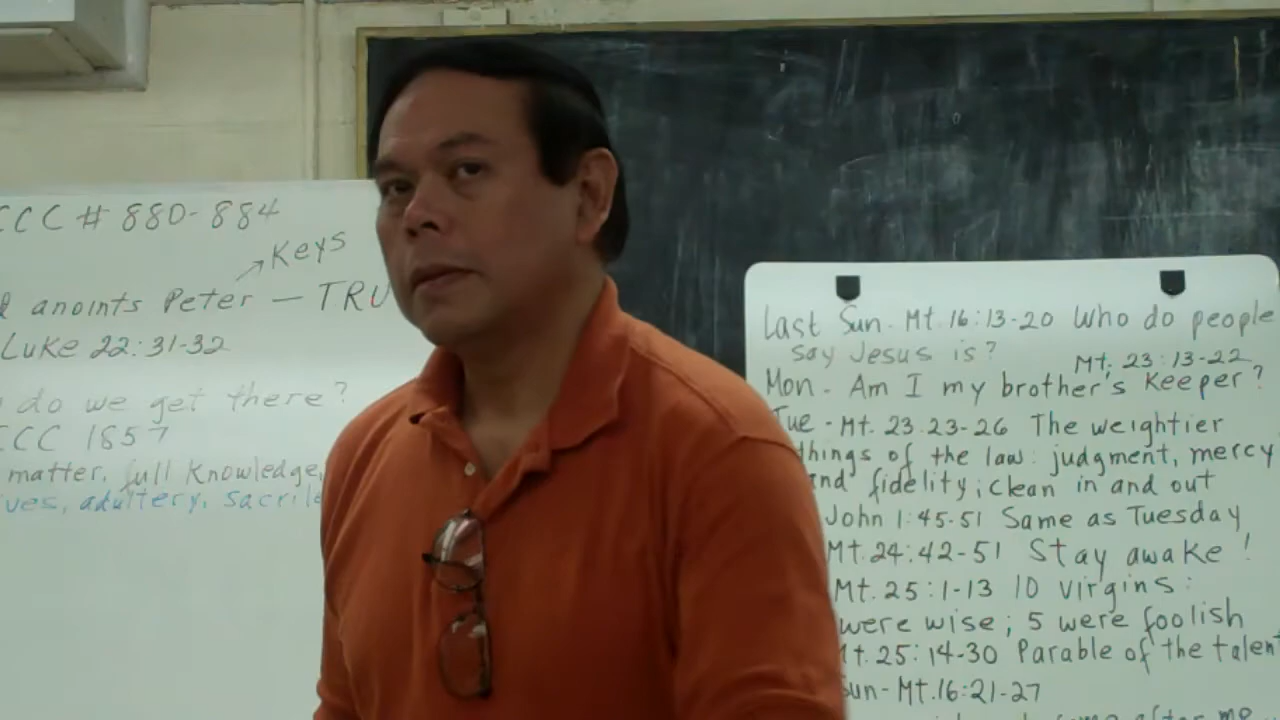 CCC # 880-884
Keys
anoints Peter — TRU
Luke 22:31-32
do we get there?
CCC 1857
matter, full Knowledge,
ves, adultery, sacrile
Last Sun. Mt. 16:13-20 Who do people
say Jesus is?
Mt. 23:13-22
Mon - Am I my brother's Keeper?
Tue - Mt. 23.23-26 The weightier
things of the law: judgment, mercy
and fidelity; clean in and out
John 1:45-51 Same as Tuesday
Mt. 24:42-51 Stay awake!
Mt. 25:1-13 10 virgins:
were wise; 5 were foolish
Mt. 25:14-30 Parable of the talent
Sun - Mt. 16:21-27
after me